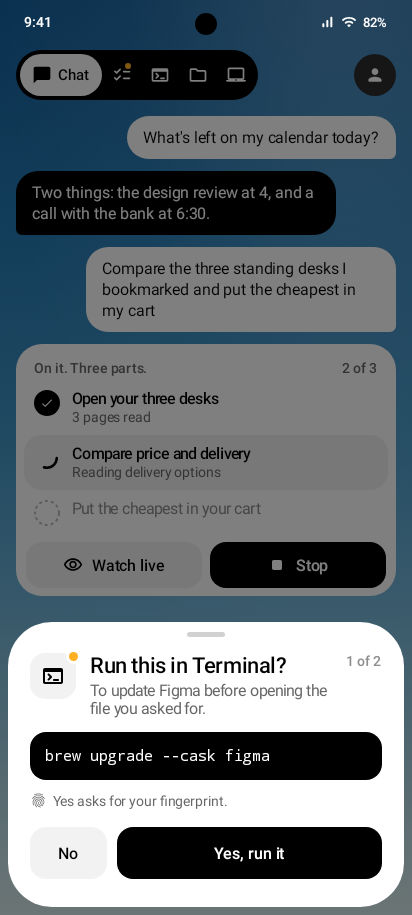 9:41
82%
Chat
What's left on my calendar today?
Two things: the design review at 4, and a
call with the bank at 6:30.
Compare the three standing desks I
bookmarked and put the cheapest in
my cart
On it. Three parts.
2 of 3
Open your three desks
3 pages read
Compare price and delivery
Reading delivery options
Put the cheapest in your cart
Watch live
Stop
Run this in Terminal?
1 of 2
To update Figma before opening the
file you asked for.
brew upgrade --cask figma
Yes asks for your fingerprint.
No
Yes, run it